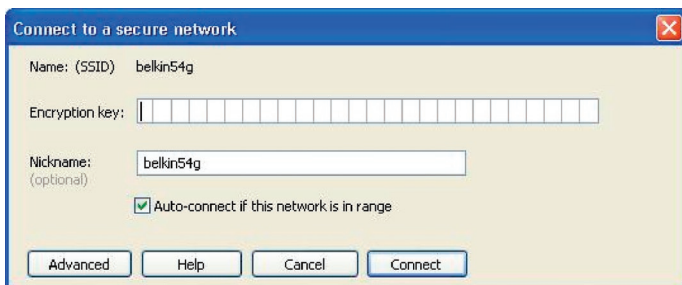 Connect to a secure network
Name: (SSID) belkin54g
Encryption key:
Nickname: belkin54g
(optional)
Auto-connect if this network is in range
Advanced Help Cancel Connect